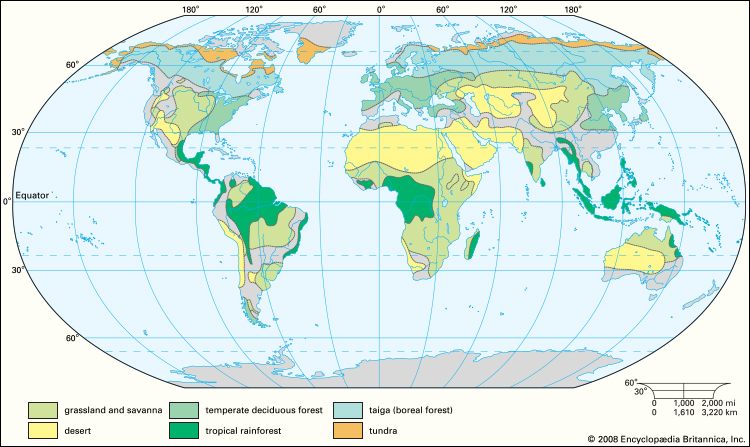 180° 120° 60° 0° 60° 120° 180°
60°
30°
Equator
0°
30°
60°
grassland and savanna
temperate deciduous forest
taiga (boreal forest)
desert
tropical rainforest
tundra
60°
30°
0 1,000 2,000 mi
0 1,610 3,220 km
© 2008 Encyclopædia Britannica, Inc.